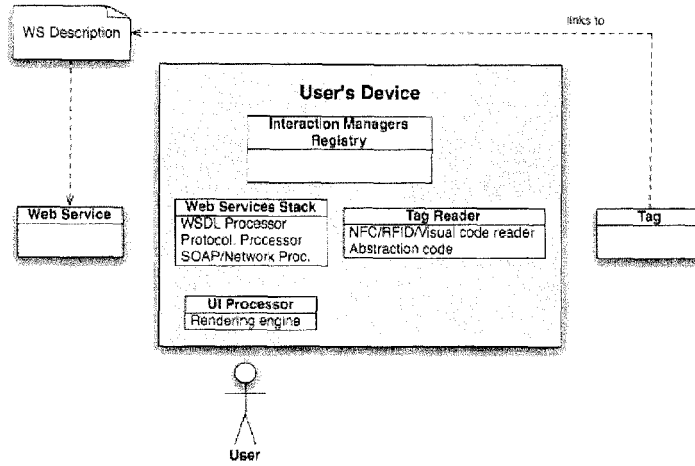 links to
WS Description
User's Device
Interaction Managers
Registry
Web Services Stack
WSDL Processor
Protocol. Processor
SOAP/Network Proc.
Tag Reader
NFC/RFID/Visual code reader
Abstraction code
Web Service
Tag
UI Processor
Rendering engine
User